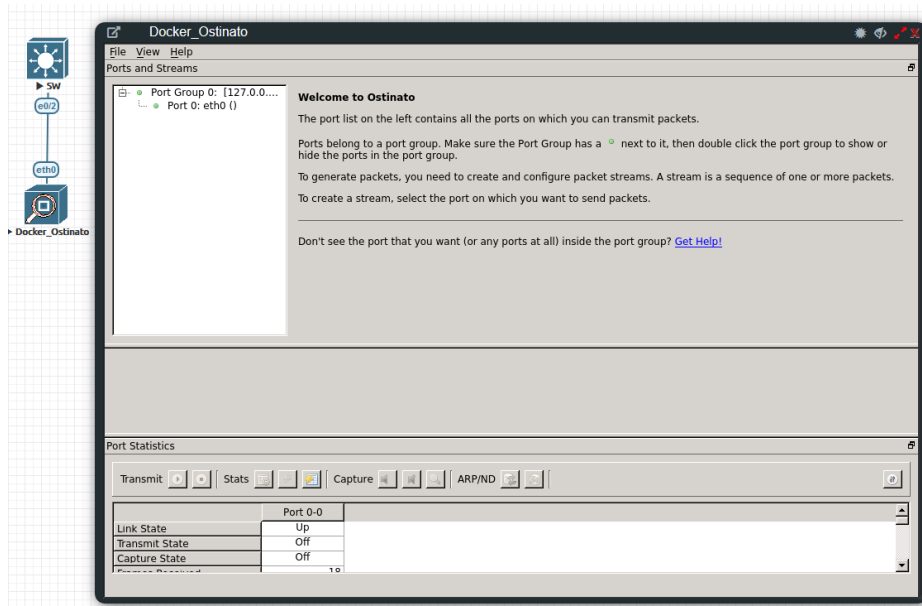 Docker_Ostinato
File View Help
Ports and Streams
SW
e0/2
eth0
Docker_Ostinato
Port Group 0: [127.0.0....
Port 0: eth0 ()
Welcome to Ostinato
The port list on the left contains all the ports on which you can transmit packets.
Ports belong to a port group. Make sure the Port Group has a next to it, then double click the port group to show or
hide the ports in the port group.
To generate packets, you need to create and configure packet streams. A stream is a sequence of one or more packets.
To create a stream, select the port on which you want to send packets.
Don't see the port that you want (or any ports at all) inside the port group? Get Help!
Port Statistics
Transmit Stats Capture ARP/ND
Port 0-0
Link State Up
Transmit State Off
Capture State Off
Frames Received 18